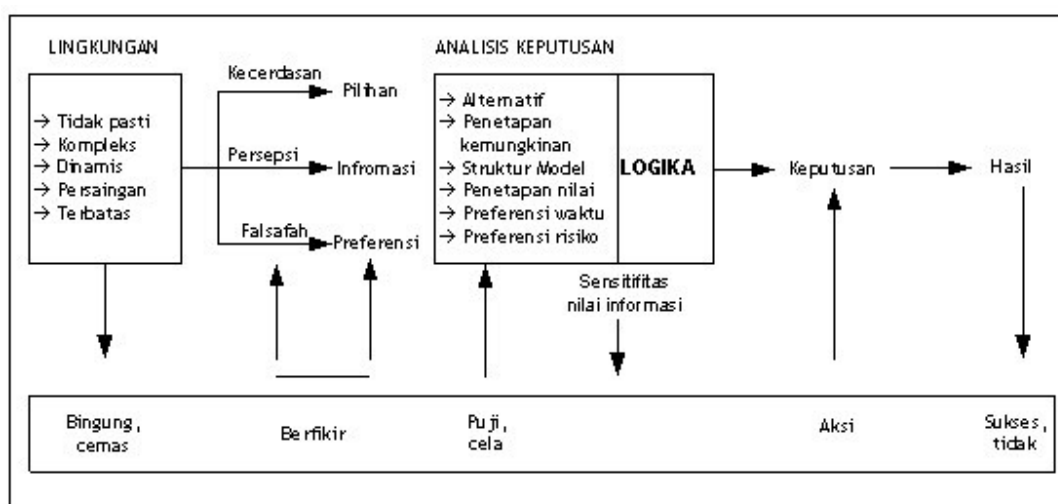 LINGKUNGAN
→ Tidak pasti
→ Kompleks
→ Dinamis
→ Persaingan
→ Terbatas
Kecerdasan
Pilihan
Persepsi
Infromasi
Falsafah
Preferensi
ANALISIS KEPUTUSAN
→ Alternatif
→ Penetapan
kemungkinan
→ Struktur Model
→ Penetapan nilai
→ Preferensi waktu
→ Preferensi risiko
LOGIKA
Keputusan
Hasil
Sensitifitas
nilai informasi
Bingung,
cemas
Berfikir
Puji,
cela
Aksi
Sukses,
tidak